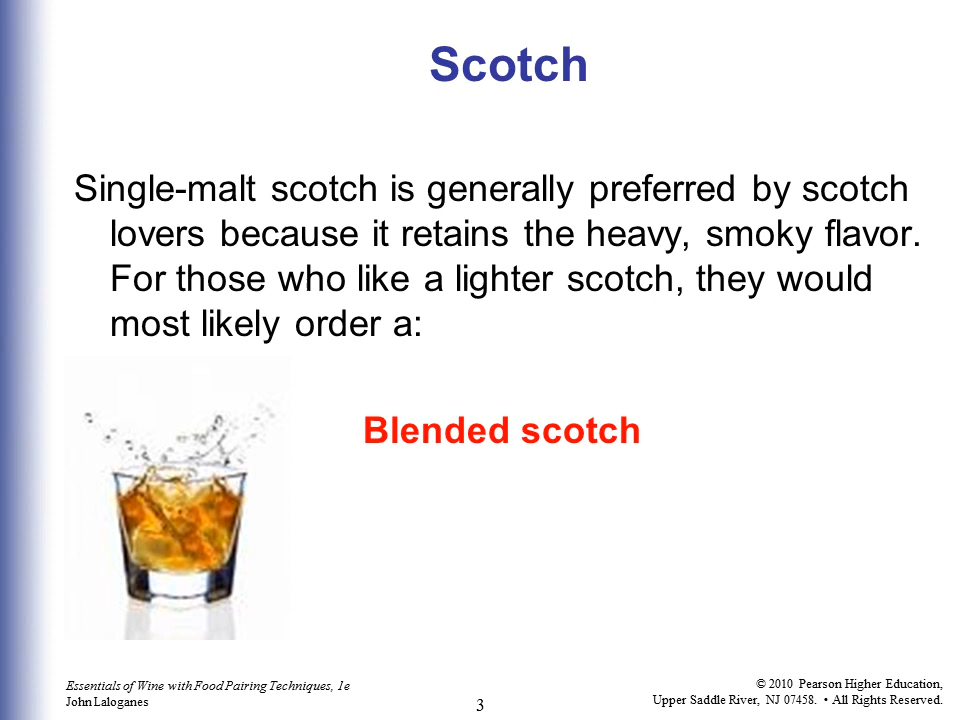 Scotch
Single-malt scotch is generally preferred by scotch
lovers because it retains the heavy, smoky flavor.
For those who like a lighter scotch, they would
most likely order a:
Blended scotch
Essentials of Wine with Food Pairing Techniques, 1e
John Laloganes
3
© 2010 Pearson Higher Education,
Upper Saddle River, NJ 07458. • All Rights Reserved.